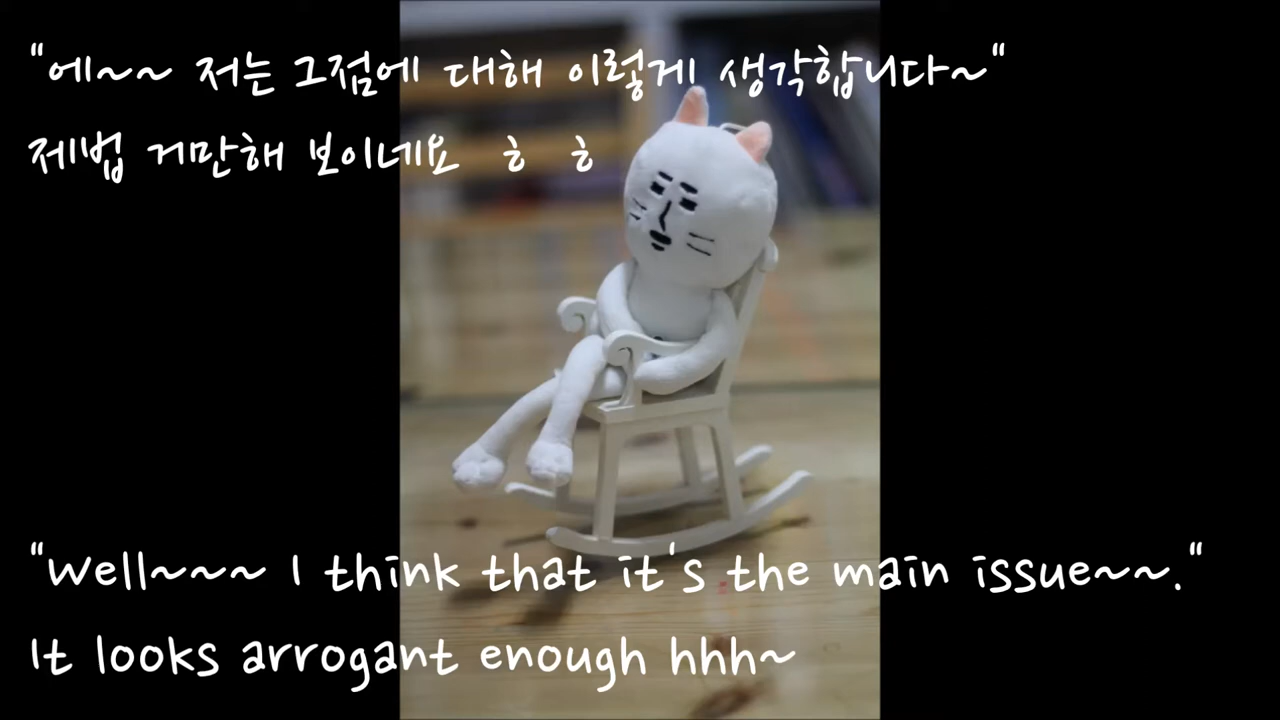 "에~~ 저는 그점에 대해 이렇게 생각합니다~"
제법 거만해 보이네요 ㅎ ㅎ
"Well~~~ I think that it's the main issue~~."
It looks arrogant enough hhh~